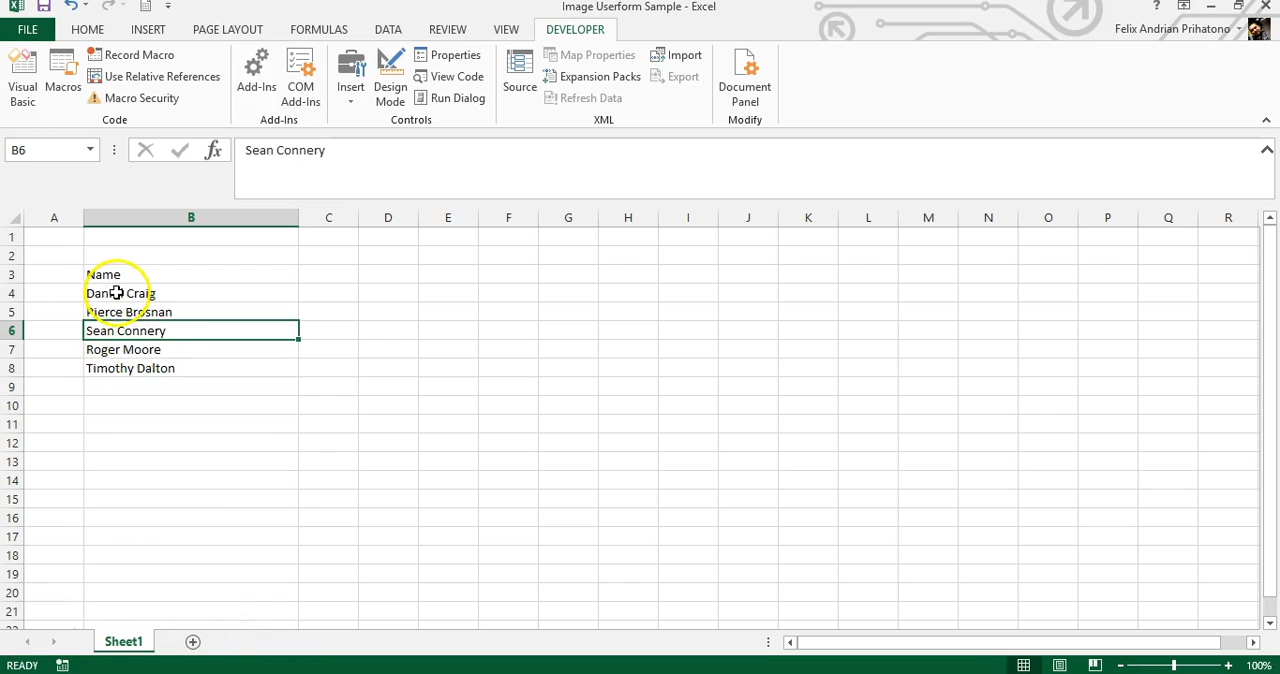 Image Userform Sample - Excel
?
FILE
HOME
INSERT
PAGE LAYOUT
FORMULAS
DATA
REVIEW
VIEW
DEVELOPER
Felix Andrian Prihatono
Visual Basic
Macros
Record Macro
Use Relative References
Macro Security
Code
Add-Ins
COM Add-Ins
Add-Ins
Insert
Design Mode
Properties
View Code
Run Dialog
Controls
Source
Map Properties
Expansion Packs
Refresh Data
Import
Export
XML
Document Panel
Modify
B6
fx
Sean Connery
A B C D E F G H I J K L M N O P Q R
1
2
3 Name
4 Daniel Craig
5 Pierce Brosnan
6 Sean Connery
7 Roger Moore
8 Timothy Dalton
9
10
11
12
13
14
15
16
17
18
19
20
21
Sheet1
READY
100%